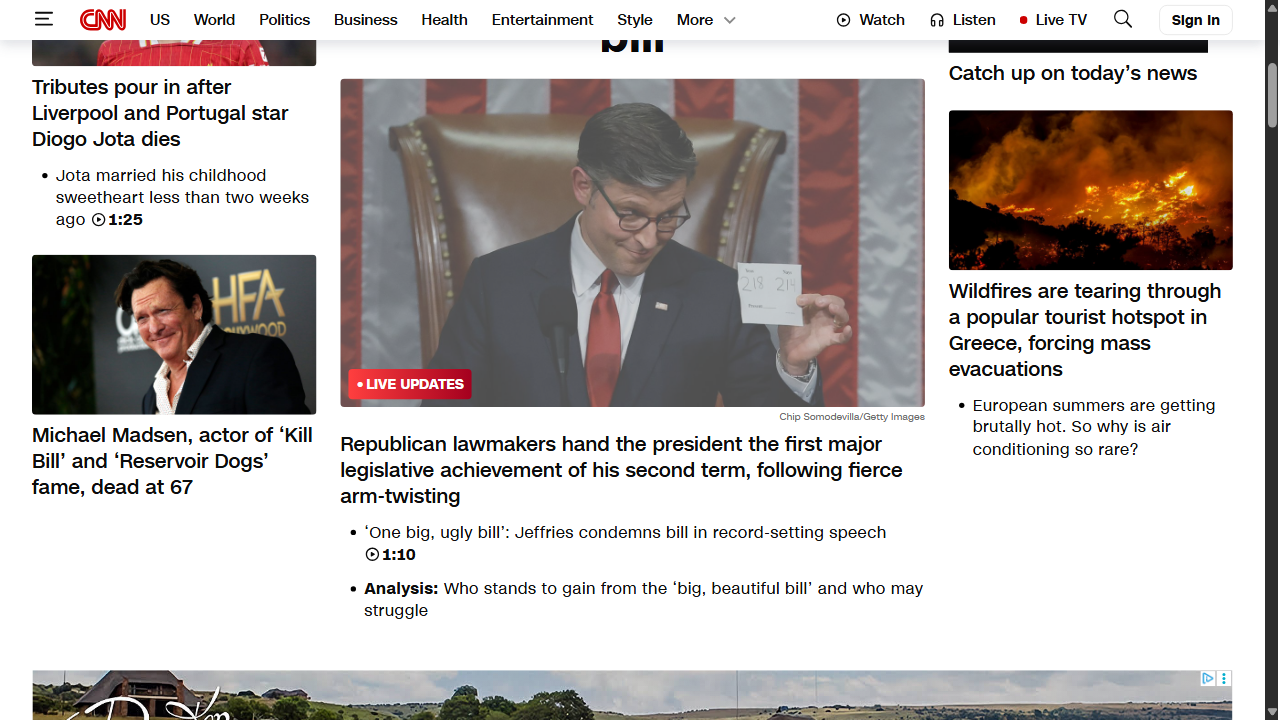 CNN
US
World
Politics
Business
Health
Entertainment
Style
More
Watch
Listen
Live TV
Sign In
Tributes pour in after
Liverpool and Portugal star
Diogo Jota dies
Jota married his childhood
sweetheart less than two weeks
ago 1:25
HFA
HOLLYWOOD
Michael Madsen, actor of ‘Kill
Bill’ and ‘Reservoir Dogs’
fame, dead at 67
bill
218 214
LIVE UPDATES
Chip Somodevilla/Getty Images
Republican lawmakers hand the president the first major
legislative achievement of his second term, following fierce
arm-twisting
‘One big, ugly bill’: Jeffries condemns bill in record-setting speech
1:10
Analysis: Who stands to gain from the ‘big, beautiful bill’ and who may
struggle
Catch up on today’s news
Wildfires are tearing through
a popular tourist hotspot in
Greece, forcing mass
evacuations
European summers are getting
brutally hot. So why is air
conditioning so rare?